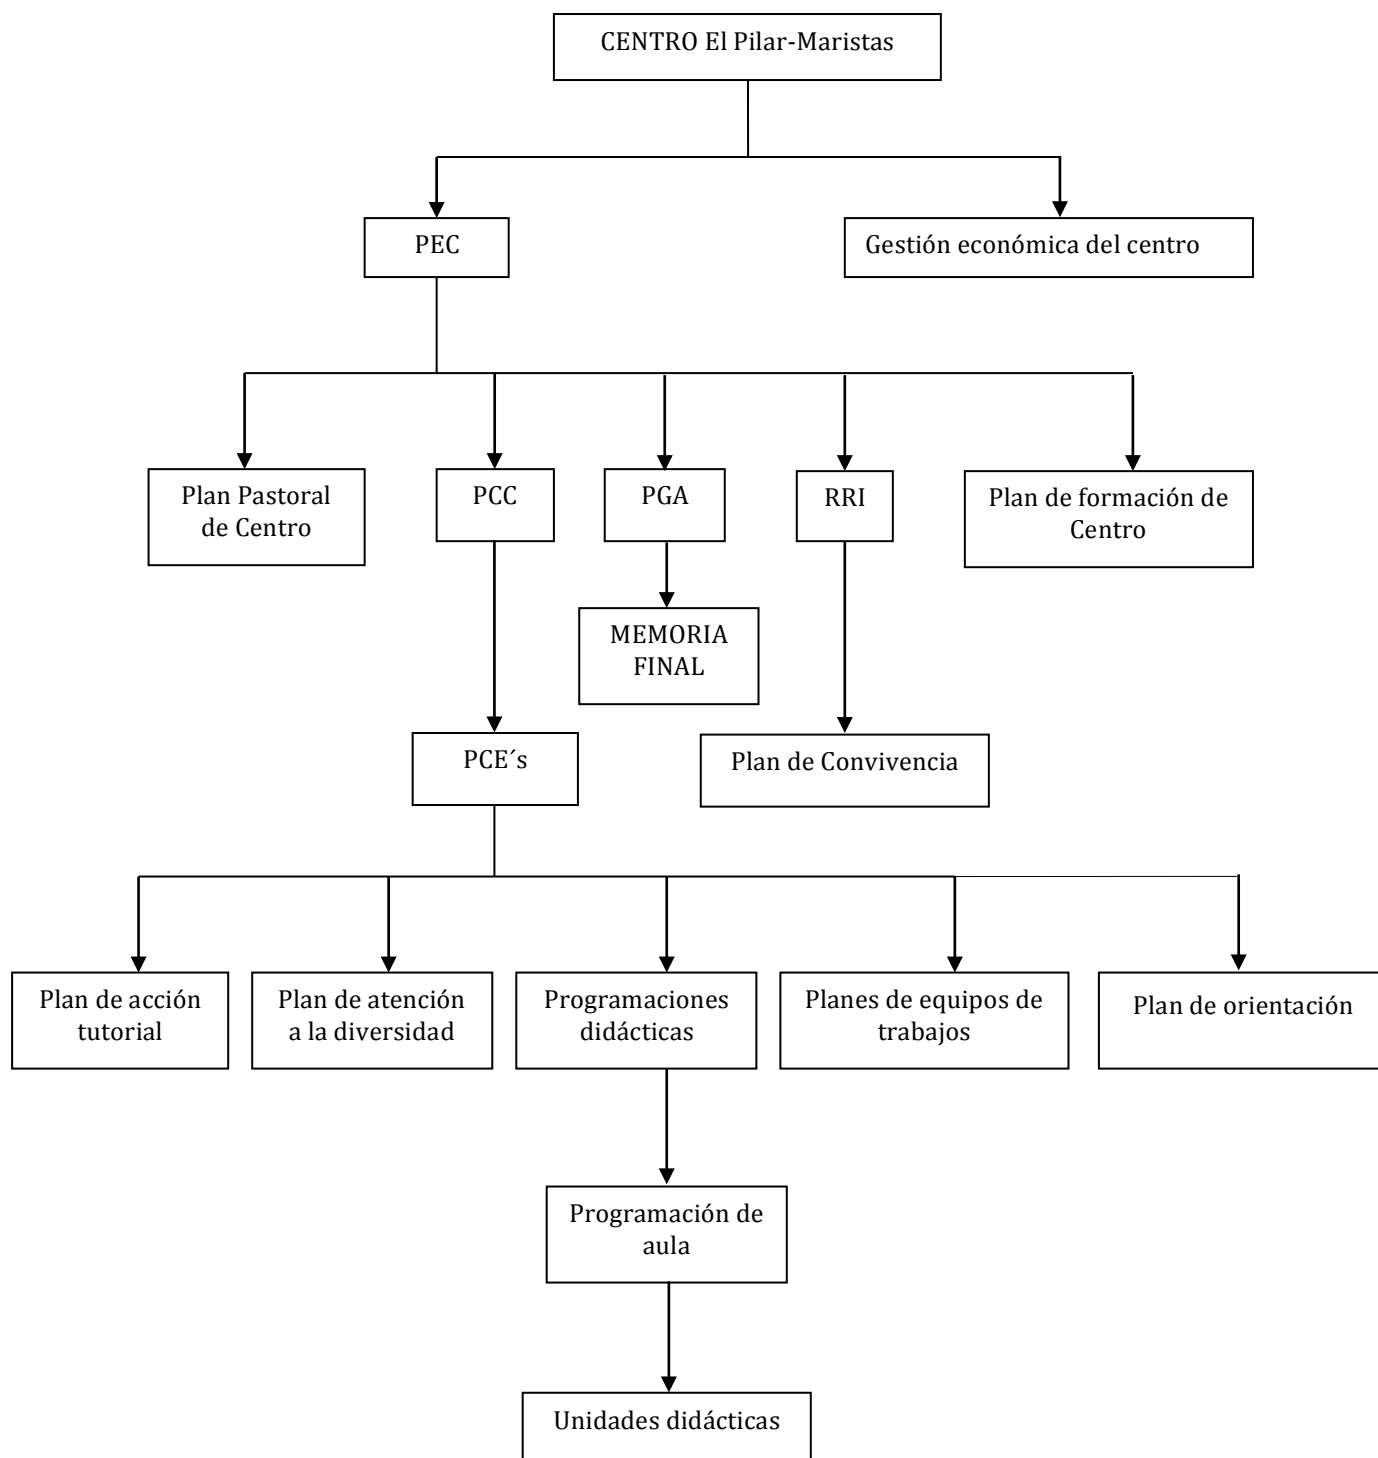 CENTRO El Pilar-Maristas
PEC
Gestión económica del centro
Plan Pastoral
de Centro
PCC
PGA
RRI
Plan de formación de
Centro
MEMORIA
FINAL
PCE´s
Plan de Convivencia
Plan de acción
tutorial
Plan de atención
a la diversidad
Programaciones
didácticas
Planes de equipos de
trabajos
Plan de orientación
Programación de
aula
Unidades didácticas